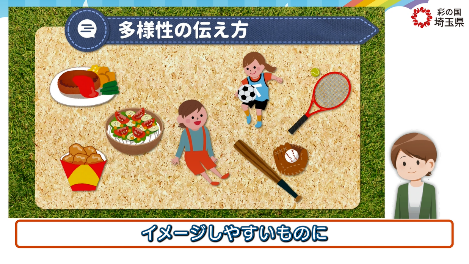 多様性の伝え方
彩の国
埼玉県
イメージしやすいものに